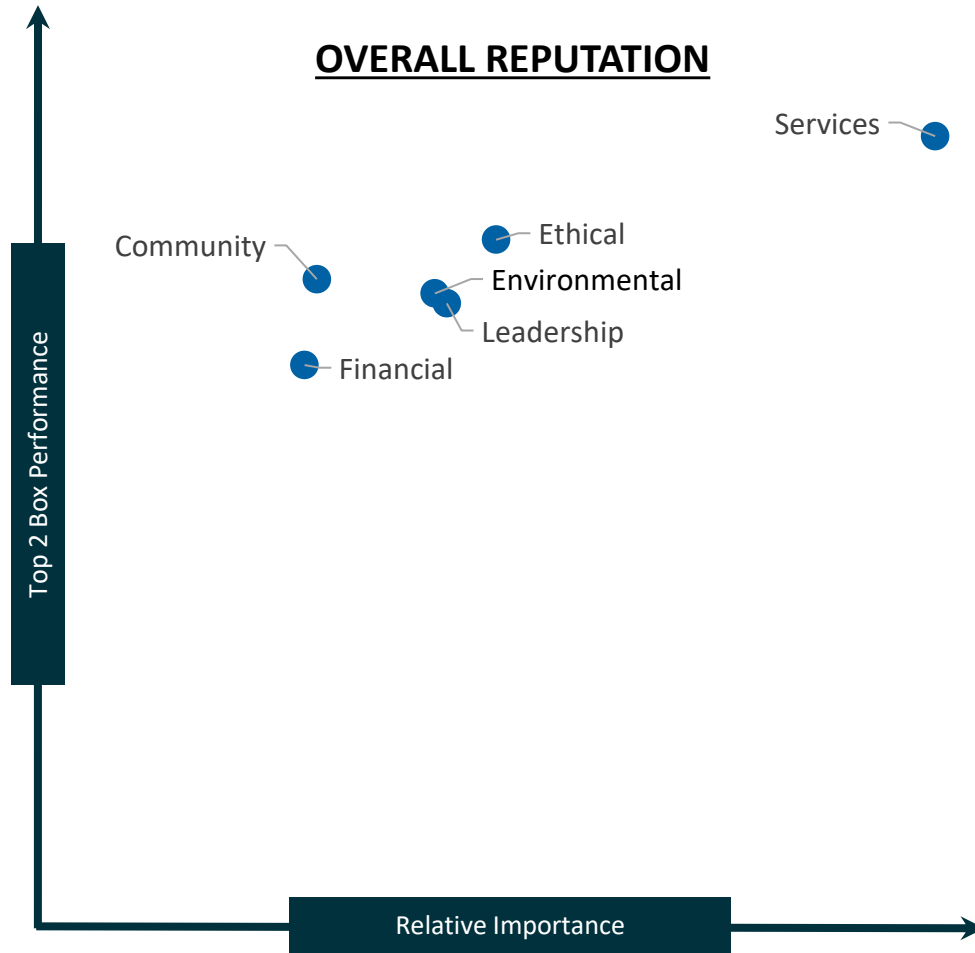 OVERALL REPUTATION
Services
Ethical
Community
Environmental
Leadership
Financial
Top 2 Box Performance
Relative Importance